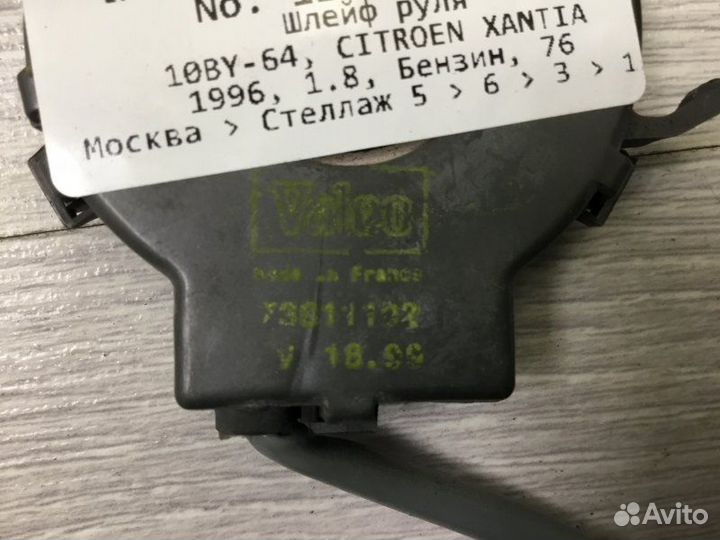 No.
Шлейф руля
10BY-64, CITROEN XANTIA
1996, 1.8, Бензин, 76
Москва > Стеллаж 5 > 6 > 3 > 1
Valeo
Made in France
V 18.99
Avito